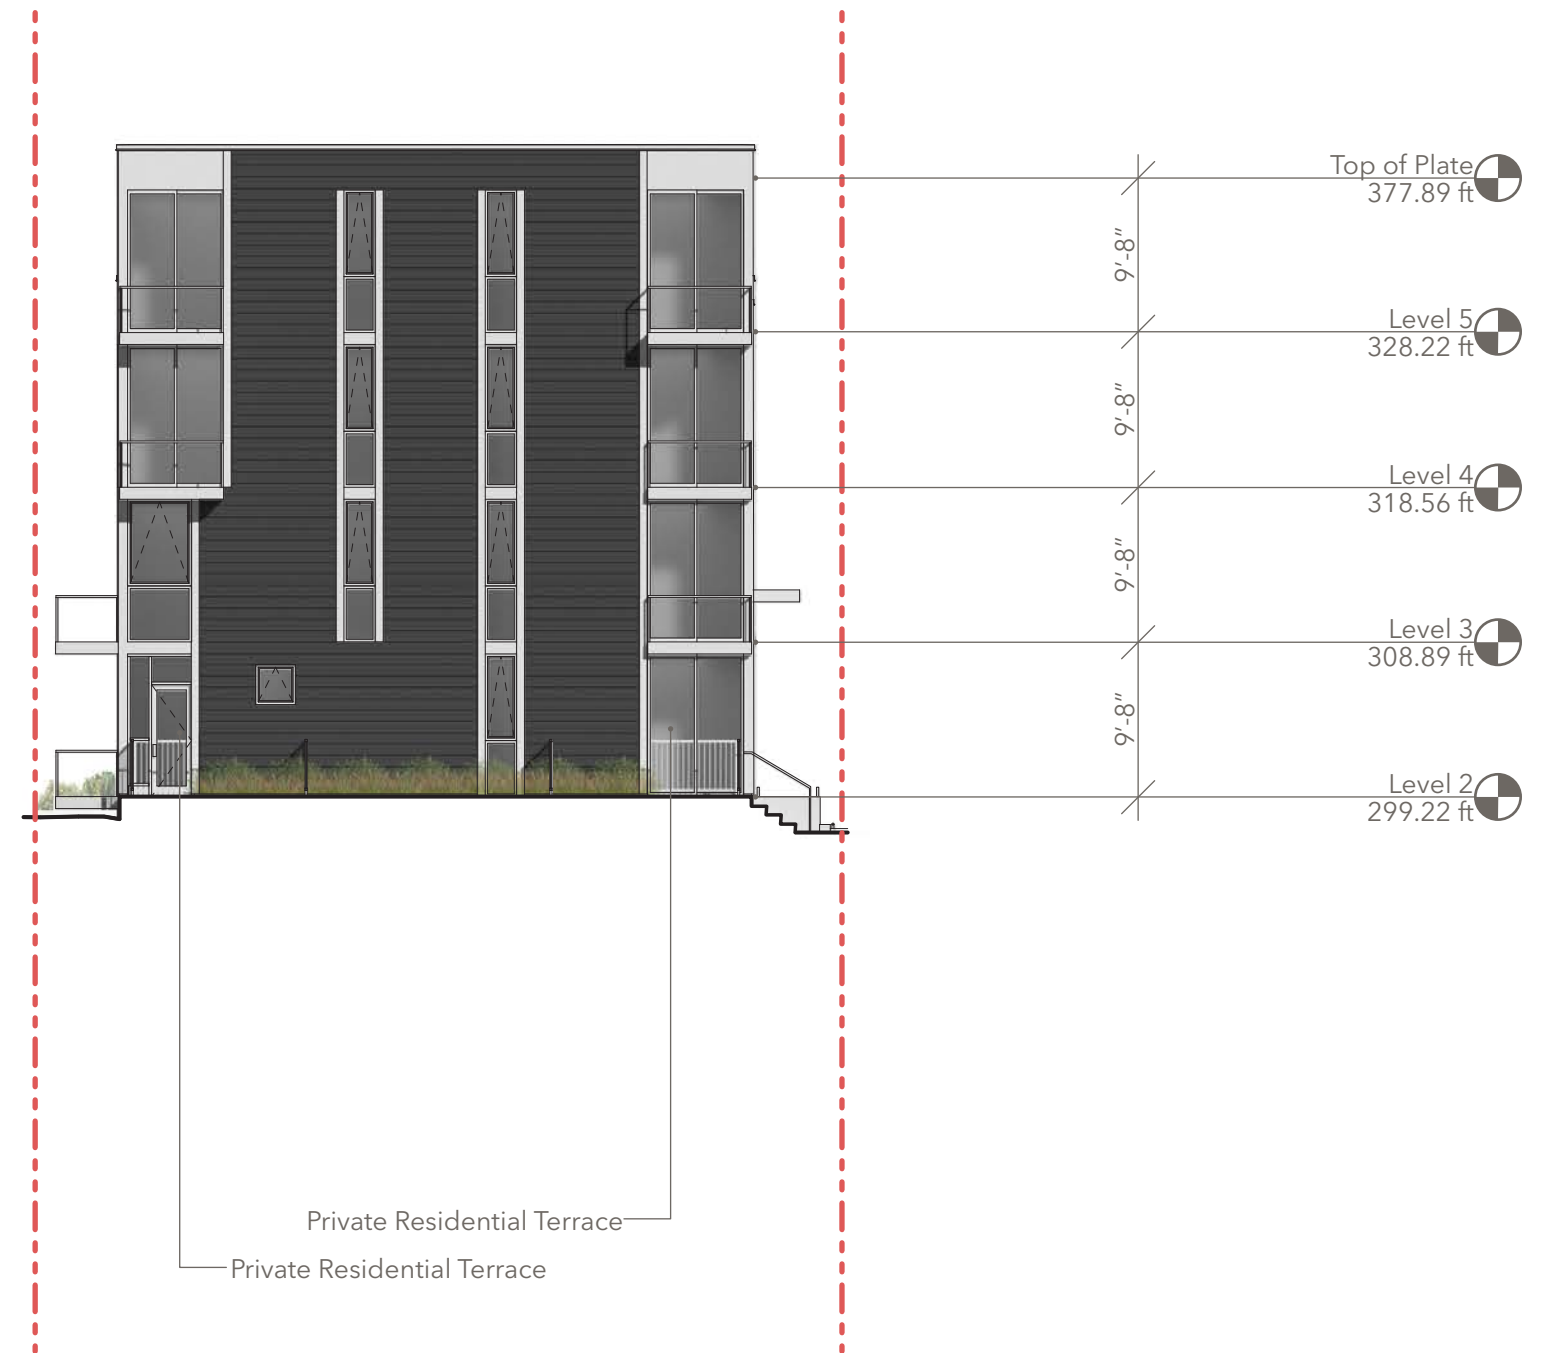 Top of Plate
377.89 ft
9'-8"
Level 5
328.22 ft
9'-8"
Level 4
318.56 ft
9'-8"
Level 3
308.89 ft
9'-8"
Level 2
299.22 ft
Private Residential Terrace
Private Residential Terrace